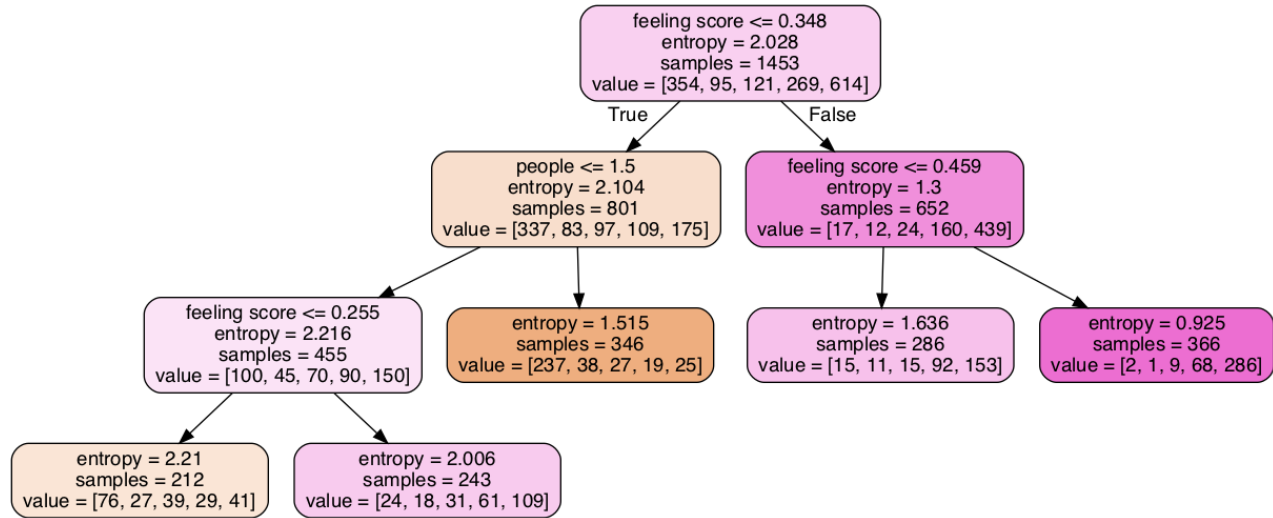 feeling score <= 0.348
entropy = 2.028
samples = 1453
value = [354, 95, 121, 269, 614]
True
False
people <= 1.5
entropy = 2.104
samples = 801
value = [337, 83, 97, 109, 175]
feeling score <= 0.459
entropy = 1.3
samples = 652
value = [17, 12, 24, 160, 439]
feeling score <= 0.255
entropy = 2.216
samples = 455
value = [100, 45, 70, 90, 150]
entropy = 1.515
samples = 346
value = [237, 38, 27, 19, 25]
entropy = 1.636
samples = 286
value = [15, 11, 15, 92, 153]
entropy = 0.925
samples = 366
value = [2, 1, 9, 68, 286]
entropy = 2.21
samples = 212
value = [76, 27, 39, 29, 41]
entropy = 2.006
samples = 243
value = [24, 18, 31, 61, 109]